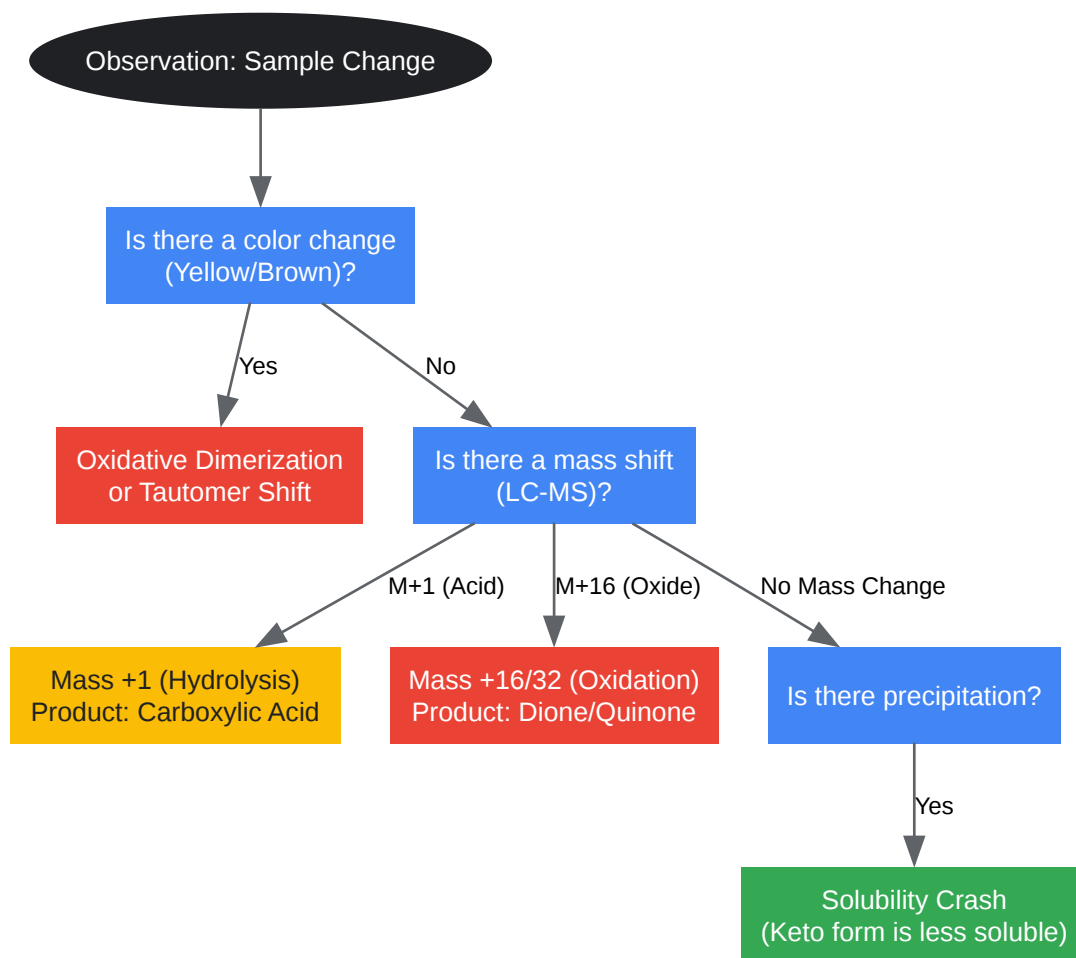 Observation: Sample Change
Is there a color change
(Yellow/Brown)?
Yes
No
Oxidative Dimerization
or Tautomer Shift
Is there a mass shift
(LC-MS)?
M+1 (Acid)
M+16 (Oxide)
No Mass Change
Mass +1 (Hydrolysis)
Product: Carboxylic Acid
Mass +16/32 (Oxidation)
Product: Dione/Quinone
Is there precipitation?
Yes
Solubility Crash
(Keto form is less soluble)